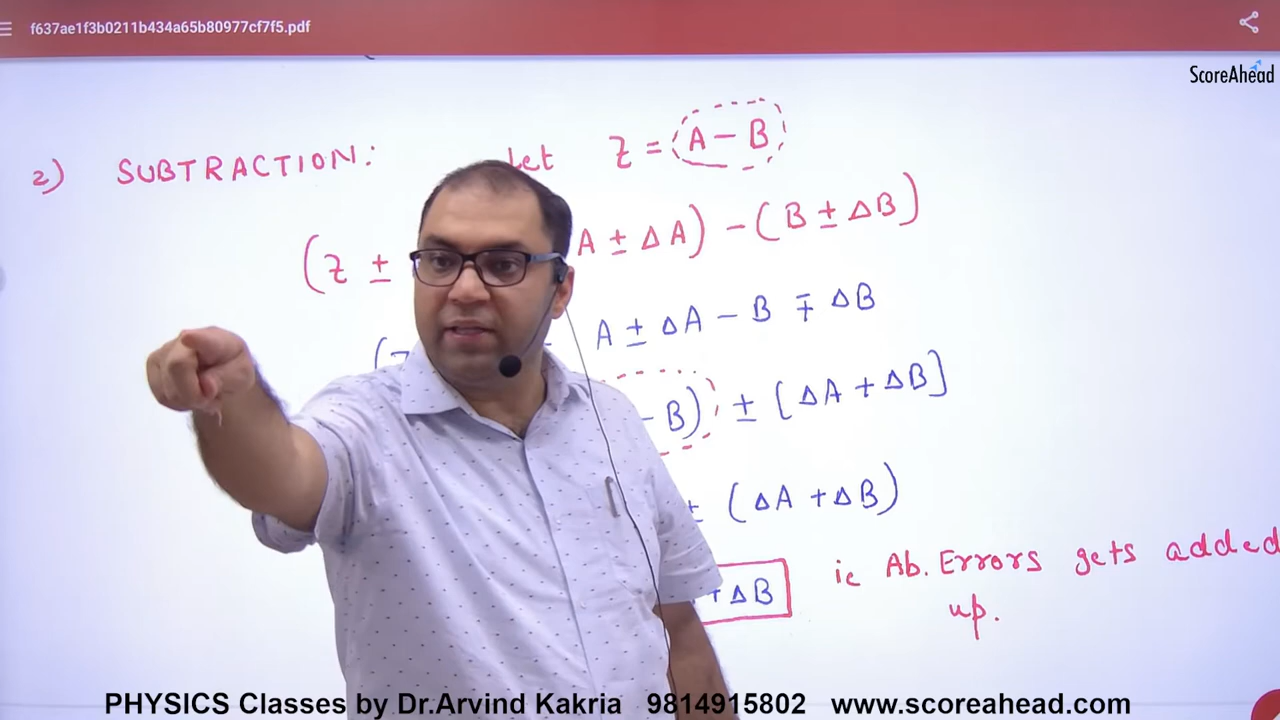 f637ae1f3b0211b434a65b80977cf7f5.pdf
ScoreAhead
2) SUBTRACTION: Let Z = (A − B)
(Z ± A ± ΔA) − (B ± ΔB)
A ± ΔA − B ∓ ΔB
− B) ± [ΔA + ΔB]
± (ΔA + ΔB)
+ ΔB ie Ab. Errors gets added
up.
PHYSICS Classes by Dr.Arvind Kakria 9814915802 www.scoreahead.com